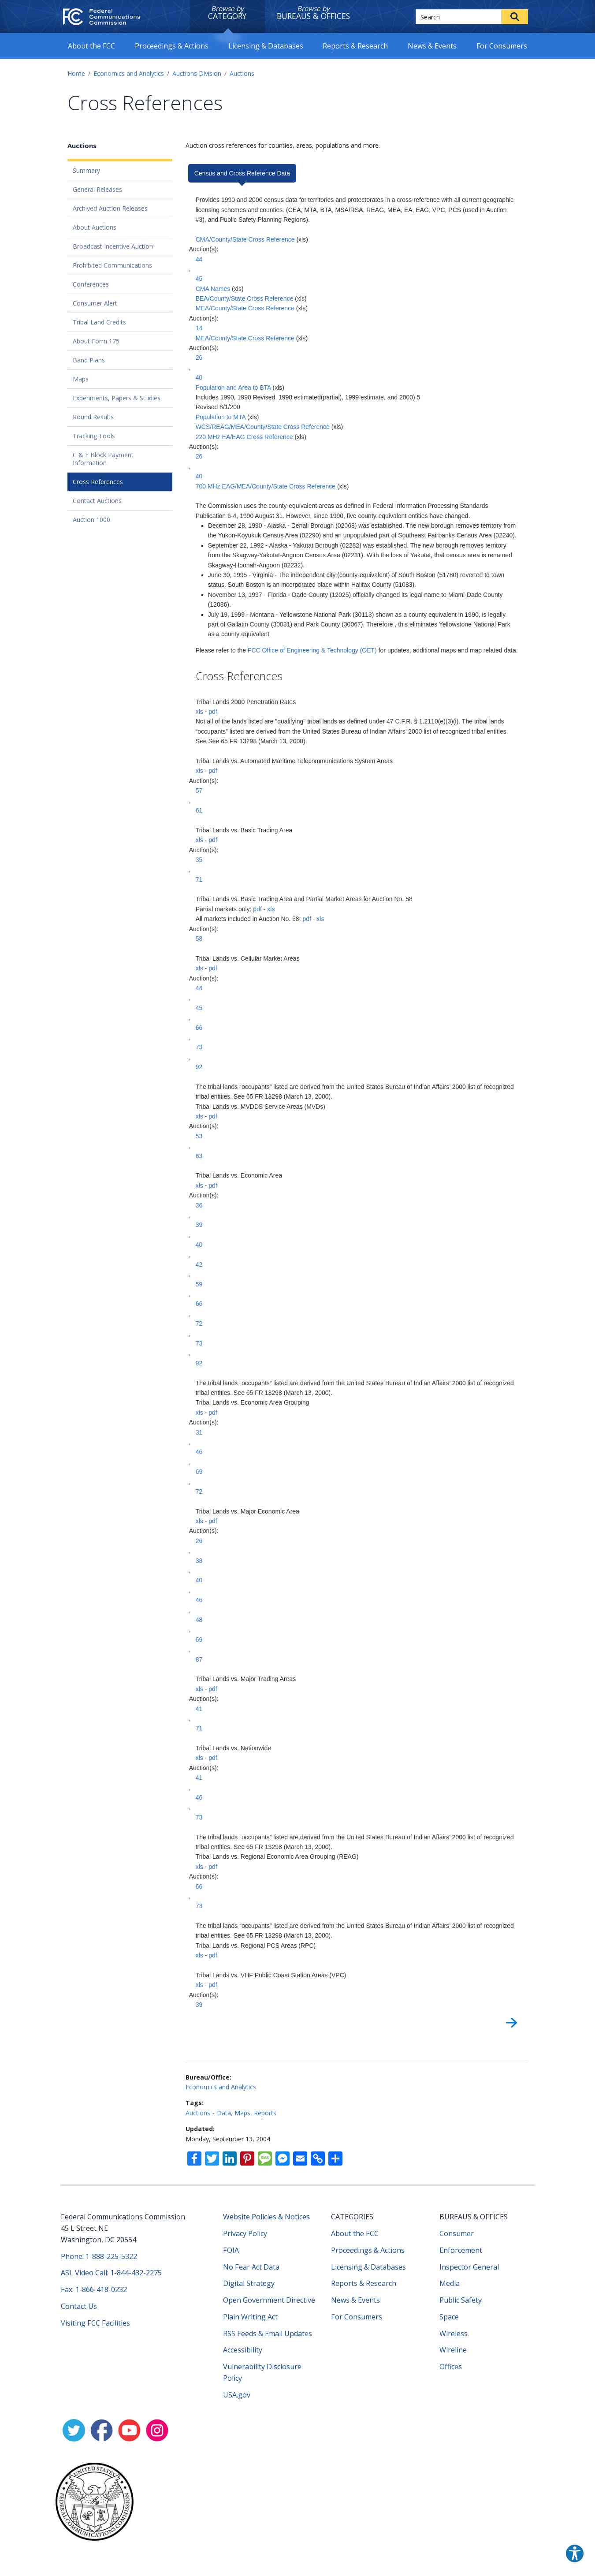 FC Federal Communications Commission
Browse by
CATEGORY
Browse by
BUREAUS & OFFICES
Search
About the FCC
Proceedings & Actions
Licensing & Databases
Reports & Research
News & Events
For Consumers
Home / Economics and Analytics / Auctions Division / Auctions
Cross References
Auctions
Summary
General Releases
Archived Auction Releases
About Auctions
Broadcast Incentive Auction
Prohibited Communications
Conferences
Consumer Alert
Tribal Land Credits
About Form 175
Band Plans
Maps
Experiments, Papers & Studies
Round Results
Tracking Tools
C & F Block Payment
Information
Cross References
Contact Auctions
Auction 1000
Auction cross references for counties, areas, populations and more.
Census and Cross Reference Data
Provides 1990 and 2000 census data for territories and protectorates in a cross-reference with all current geographic
licensing schemes and counties. (CEA, MTA, BTA, MSA/RSA, REAG, MEA, EA, EAG, VPC, PCS (used in Auction
#3), and Public Safety Planning Regions).
CMA/County/State Cross Reference (xls)
Auction(s):
44
,
45
CMA Names (xls)
BEA/County/State Cross Reference (xls)
MEA/County/State Cross Reference (xls)
Auction(s):
14
MEA/County/State Cross Reference (xls)
Auction(s):
26
,
40
Population and Area to BTA (xls)
Includes 1990, 1990 Revised, 1998 estimated(partial), 1999 estimate, and 2000) 5
Revised 8/1/200
Population to MTA (xls)
WCS/REAG/MEA/County/State Cross Reference (xls)
220 MHz EA/EAG Cross Reference (xls)
Auction(s):
26
,
40
700 MHz EAG/MEA/County/State Cross Reference (xls)
The Commission uses the county-equivalent areas as defined in Federal Information Processing Standards
Publication 6-4, 1990 August 31. However, since 1990, five county-equivalent entities have changed.
• December 28, 1990 - Alaska - Denali Borough (02068) was established. The new borough removes territory from
the Yukon-Koyukuk Census Area (02290) and an unpopulated part of Southeast Fairbanks Census Area (02240).
• September 22, 1992 - Alaska - Yakutat Borough (02282) was established. The new borough removes territory
from the Skagway-Yakutat-Angoon Census Area (02231). With the loss of Yakutat, that census area is renamed
Skagway-Hoonah-Angoon (02232).
• June 30, 1995 - Virginia - The independent city (county-equivalent) of South Boston (51780) reverted to town
status. South Boston is an incorporated place within Halifax County (51083).
• November 13, 1997 - Florida - Dade County (12025) officially changed its legal name to Miami-Dade County
(12086).
• July 19, 1999 - Montana - Yellowstone National Park (30113) shown as a county equivalent in 1990, is legally
part of Gallatin County (30031) and Park County (30067). Therefore , this eliminates Yellowstone National Park
as a county equivalent
Please refer to the FCC Office of Engineering & Technology (OET) for updates, additional maps and map related data.
Cross References
Tribal Lands 2000 Penetration Rates
xls - pdf
Not all of the lands listed are "qualifying" tribal lands as defined under 47 C.F.R. § 1.2110(e)(3)(i). The tribal lands
"occupants" listed are derived from the United States Bureau of Indian Affairs' 2000 list of recognized tribal entities.
See See 65 FR 13298 (March 13, 2000).
Tribal Lands vs. Automated Maritime Telecommunications System Areas
xls - pdf
Auction(s):
57
,
61
Tribal Lands vs. Basic Trading Area
xls - pdf
Auction(s):
35
,
71
Tribal Lands vs. Basic Trading Area and Partial Market Areas for Auction No. 58
Partial markets only: pdf - xls
All markets included in Auction No. 58: pdf - xls
Auction(s):
58
Tribal Lands vs. Cellular Market Areas
xls - pdf
Auction(s):
44
,
45
,
66
,
73
,
92
The tribal lands "occupants" listed are derived from the United States Bureau of Indian Affairs' 2000 list of recognized
tribal entities. See 65 FR 13298 (March 13, 2000).
Tribal Lands vs. MVDDS Service Areas (MVDs)
xls - pdf
Auction(s):
53
,
63
Tribal Lands vs. Economic Area
xls - pdf
Auction(s):
36
,
39
,
40
,
42
,
59
,
66
,
72
,
73
,
92
The tribal lands "occupants" listed are derived from the United States Bureau of Indian Affairs' 2000 list of recognized
tribal entities. See 65 FR 13298 (March 13, 2000).
Tribal Lands vs. Economic Area Grouping
xls - pdf
Auction(s):
31
,
46
,
69
,
72
Tribal Lands vs. Major Economic Area
xls - pdf
Auction(s):
26
,
38
,
40
,
46
,
48
,
69
,
87
Tribal Lands vs. Major Trading Areas
xls - pdf
Auction(s):
41
,
71
Tribal Lands vs. Nationwide
xls - pdf
Auction(s):
41
,
46
,
73
The tribal lands "occupants" listed are derived from the United States Bureau of Indian Affairs' 2000 list of recognized
tribal entities. See 65 FR 13298 (March 13, 2000).
Tribal Lands vs. Regional Economic Area Grouping (REAG)
xls - pdf
Auction(s):
66
,
73
The tribal lands "occupants" listed are derived from the United States Bureau of Indian Affairs' 2000 list of recognized
tribal entities. See 65 FR 13298 (March 13, 2000).
Tribal Lands vs. Regional PCS Areas (RPC)
xls - pdf
Tribal Lands vs. VHF Public Coast Station Areas (VPC)
xls - pdf
Auction(s):
39
Bureau/Office:
Economics and Analytics
Tags:
Auctions – Data, Maps, Reports
Updated:
Monday, September 13, 2004
Federal Communications Commission
45 L Street NE
Washington, DC 20554
Phone: 1-888-225-5322
ASL Video Call: 1-844-432-2275
Fax: 1-866-418-0232
Contact Us
Visiting FCC Facilities
Website Policies & Notices
Privacy Policy
FOIA
No Fear Act Data
Digital Strategy
Open Government Directive
Plain Writing Act
RSS Feeds & Email Updates
Accessibility
Vulnerability Disclosure
Policy
USA.gov
CATEGORIES
About the FCC
Proceedings & Actions
Licensing & Databases
Reports & Research
News & Events
For Consumers
BUREAUS & OFFICES
Consumer
Enforcement
Inspector General
Media
Public Safety
Space
Wireless
Wireline
Offices
UNITED STATES
FEDERAL COMMUNICATIONS COMMISSION